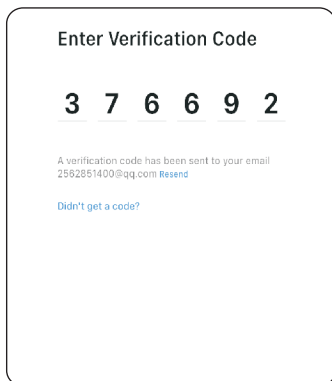 Enter Verification Code
3 7 6 6 9 2
A verification code has been sent to your email
2562851400@qq.com Resend
Didn't get a code?